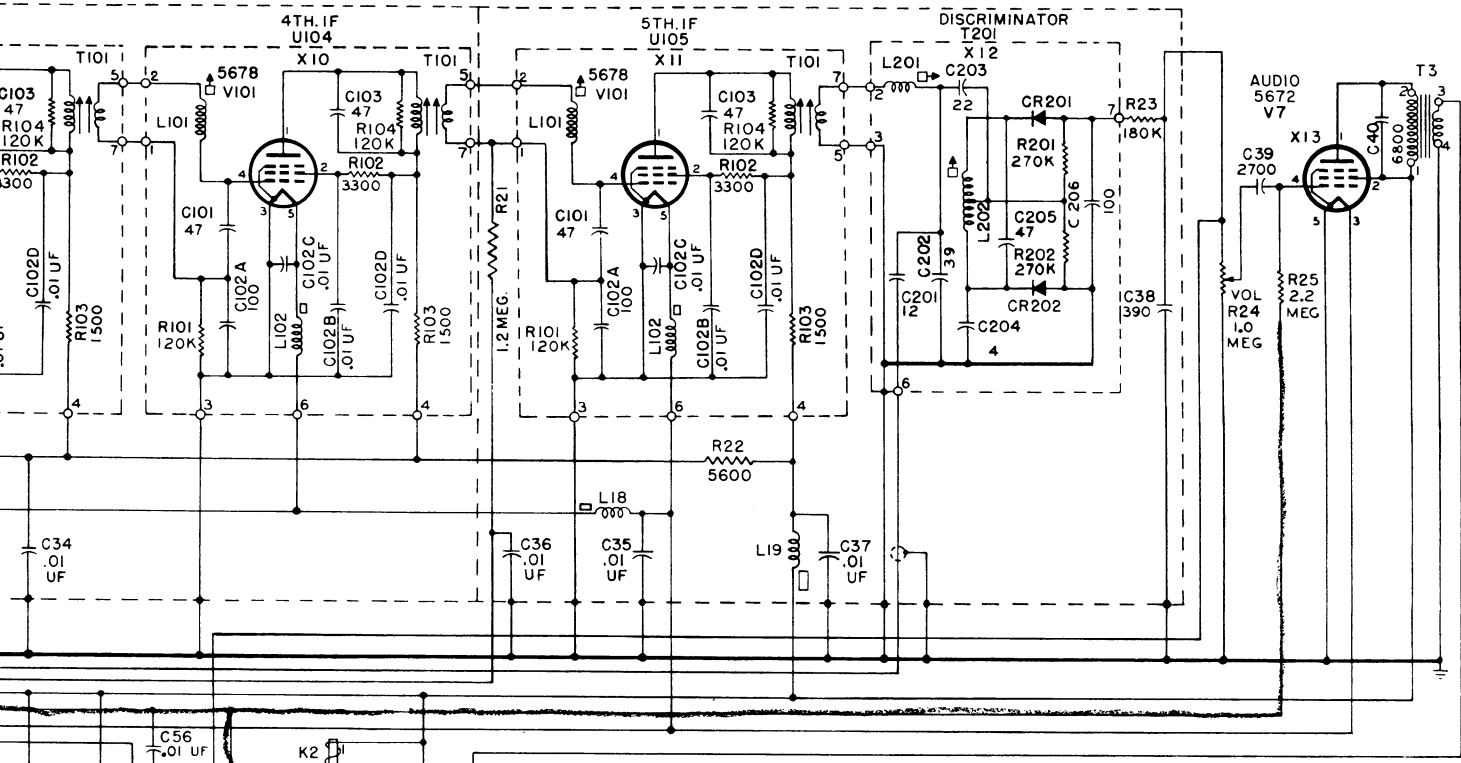 4TH. IF
U104
X10
5TH. IF
U105
X11
DISCRIMINATOR
T201
X12
T101
5
7
C103
47
R104
120K
R102
3300
C102D
.01 UF
R103
1500
4
2
1
5678
V101
L101
C103
47
R104
120K
R102
3300
T101
5
7
1
2
3
4
5
C101
47
C102A
100
C102C
.01 UF
C102D
.01 UF
R101
120K
L102
C102B
.01 UF
R103
1500
3
6
4
R21
1.2 MEG.
2
1
5678
V101
L101
C103
47
R104
120K
R102
3300
T101
7
5
1
2
3
4
5
C101
47
C102A
100
C102C
.01 UF
C102D
.01 UF
R101
120K
L102
C102B
.01 UF
R103
1500
3
6
4
L201
2
3
C203
22
CR201
R201
270K
L202
C205
47
R202
270K
CR202
C206
100
C202
39
C201
12
C204
4
6
7
R23
180K
C38
390
VOL
R24
1.0
MEG
R25
2.2
MEG
AUDIO
5672
V7
X13
C39
2700
1
2
3
4
5
C40
6800
T3
2
1
3
4
R22
5600
L18
C34
.01
UF
C36
.01
UF
C35
.01
UF
L19
C37
.01
UF
C56
.01 UF
K2